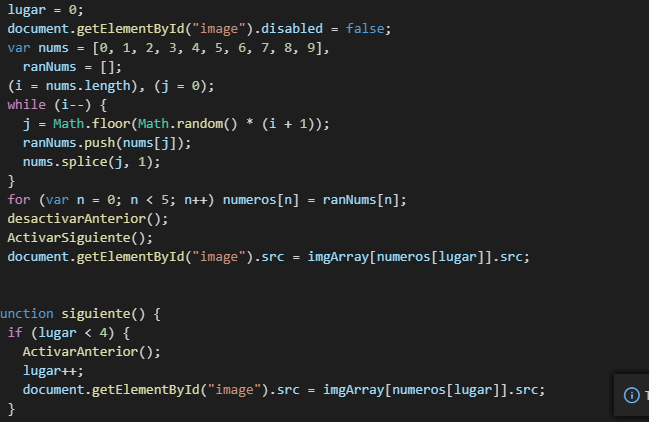 lugar = 0;
document.getElementById("image").disabled = false;
var nums = [0, 1, 2, 3, 4, 5, 6, 7, 8, 9],
ranNums = [];
(i = nums.length), (j = 0);
while (i--) {
j = Math.floor(Math.random() * (i + 1));
ranNums.push(nums[j]);
nums.splice(j, 1);
}
for (var n = 0; n < 5; n++) numeros[n] = ranNums[n];
desactivarAnterior();
ActivarSiguiente();
document.getElementById("image").src = imgArray[numeros[lugar]].src;
unction siguiente() {
if (lugar < 4) {
ActivarAnterior();
lugar++;
document.getElementById("image").src = imgArray[numeros[lugar]].src;
}